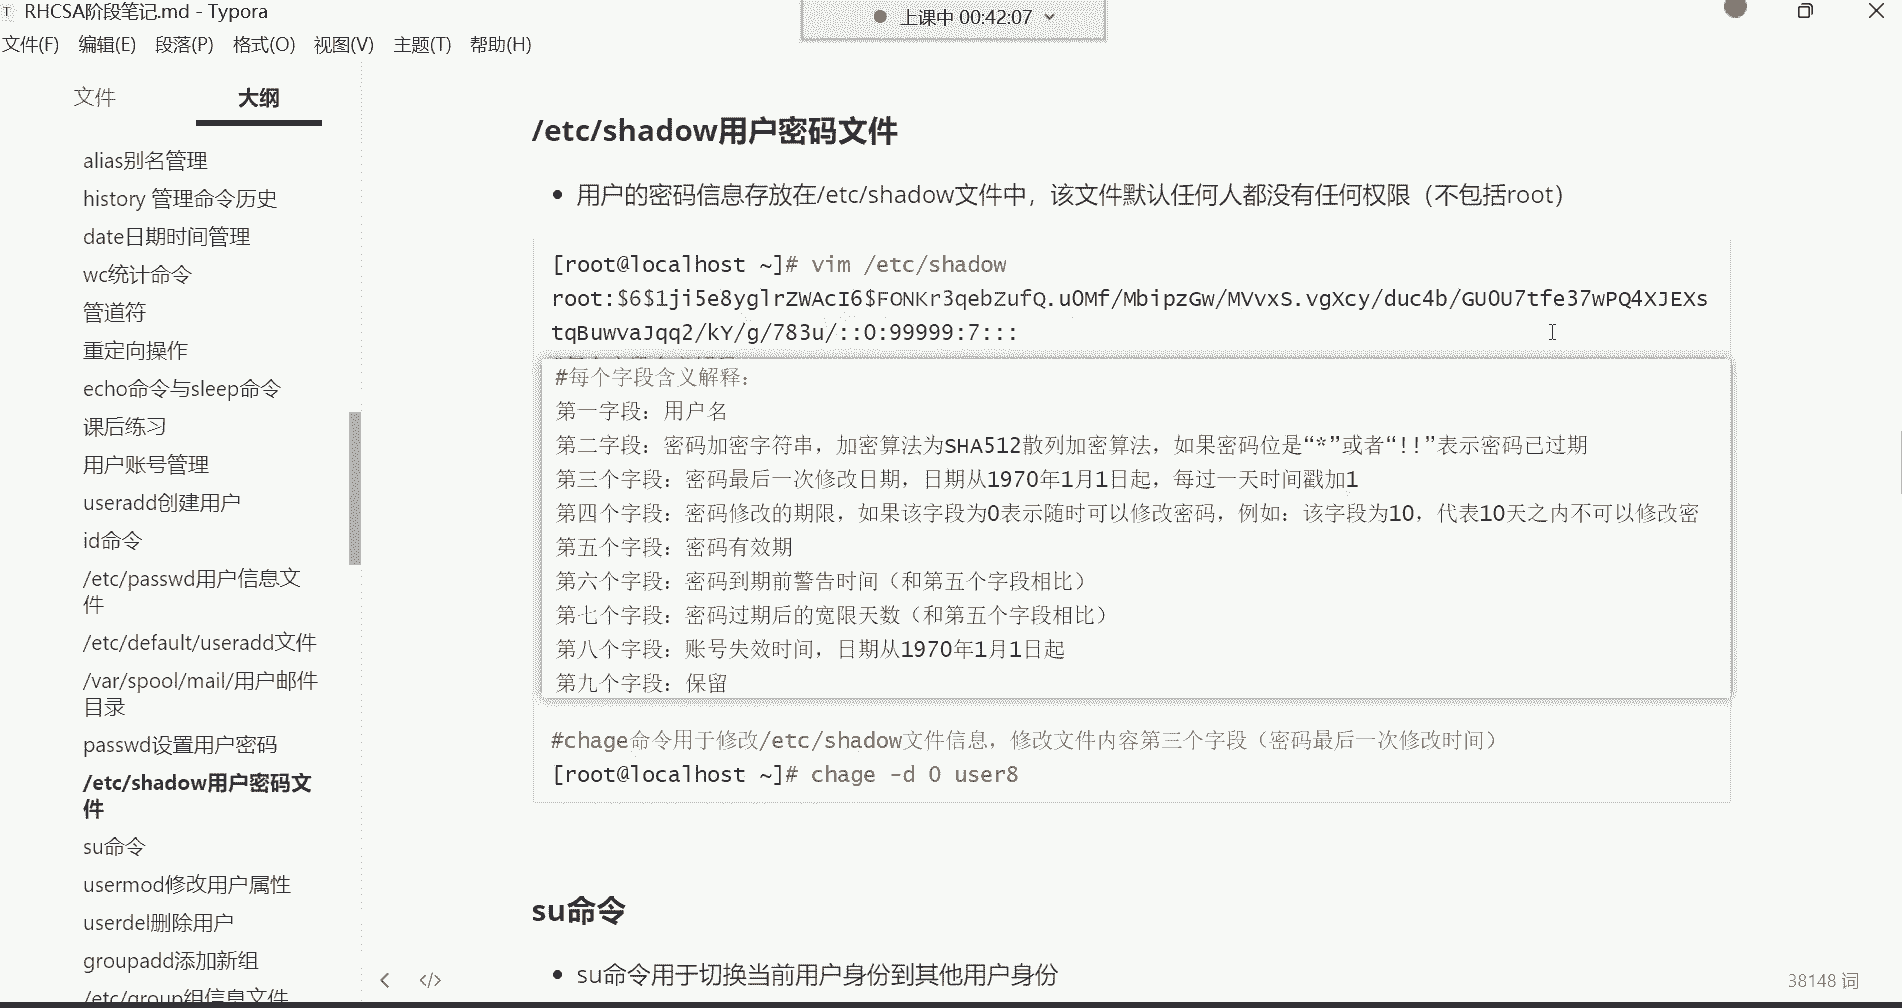 RHCSA阶段笔记.md - Typora
上课中 00:42:07
文件(F) 编辑(E) 段落(P) 格式(O) 视图(V) 主题(T) 帮助(H)
文件 大纲
alias别名管理
history 管理命令历史
date日期时间管理
wc统计命令
管道符
重定向操作
echo命令与sleep命令
课后练习
用户账号管理
useradd创建用户
id命令
/etc/passwd用户信息文
件
/etc/default/useradd文件
/var/spool/mail/用户邮件
目录
passwd设置用户密码
/etc/shadow用户密码文
件
su命令
usermod修改用户属性
userdel删除用户
groupadd添加新组
/etc/group组信息文件
/etc/shadow用户密码文件
用户的密码信息存放在/etc/shadow文件中，该文件默认任何人都没有任何权限（不包括root）
[root@localhost ~]# vim /etc/shadow
root:$6$1ji5e8yglrZWAcI6$FONKr3qebZufQ.u0Mf/MbipzGw/MVvxS.vgXcy/duc4b/GU0U7tfe37wPQ4XJEXs
tqBuwvaJqq2/kY/g/783u/::0:99999:7:::
#每个字段含义解释：
第一字段：用户名
第二字段：密码加密字符串，加密算法为SHA512散列加密算法，如果密码位是“*”或者“!!”表示密码已过期
第三个字段：密码最后一次修改日期，日期从1970年1月1日起，每过一天时间戳加1
第四个字段：密码修改的期限，如果该字段为0表示随时可以修改密码，例如：该字段为10，代表10天之内不可以修改密
第五个字段：密码有效期
第六个字段：密码到期前警告时间（和第五个字段相比）
第七个字段：密码过期后的宽限天数（和第五个字段相比）
第八个字段：账号失效时间，日期从1970年1月1日起
第九个字段：保留
#chage命令用于修改/etc/shadow文件信息，修改文件内容第三个字段（密码最后一次修改时间）
[root@localhost ~]# chage -d 0 user8
su命令
su命令用于切换当前用户身份到其他用户身份
38148 词